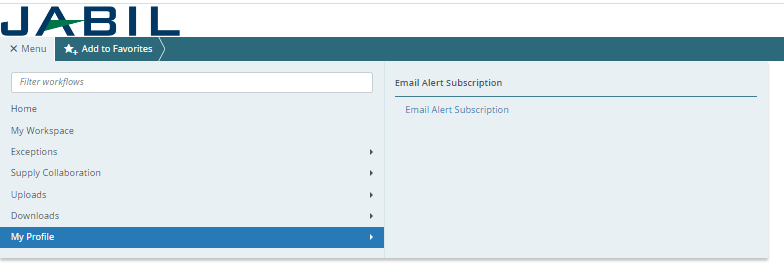 JABIL
Menu
Add to Favorites
Filter workflows
Home
My Workspace
Exceptions
Supply Collaboration
Uploads
Downloads
My Profile
Email Alert Subscription
Email Alert Subscription